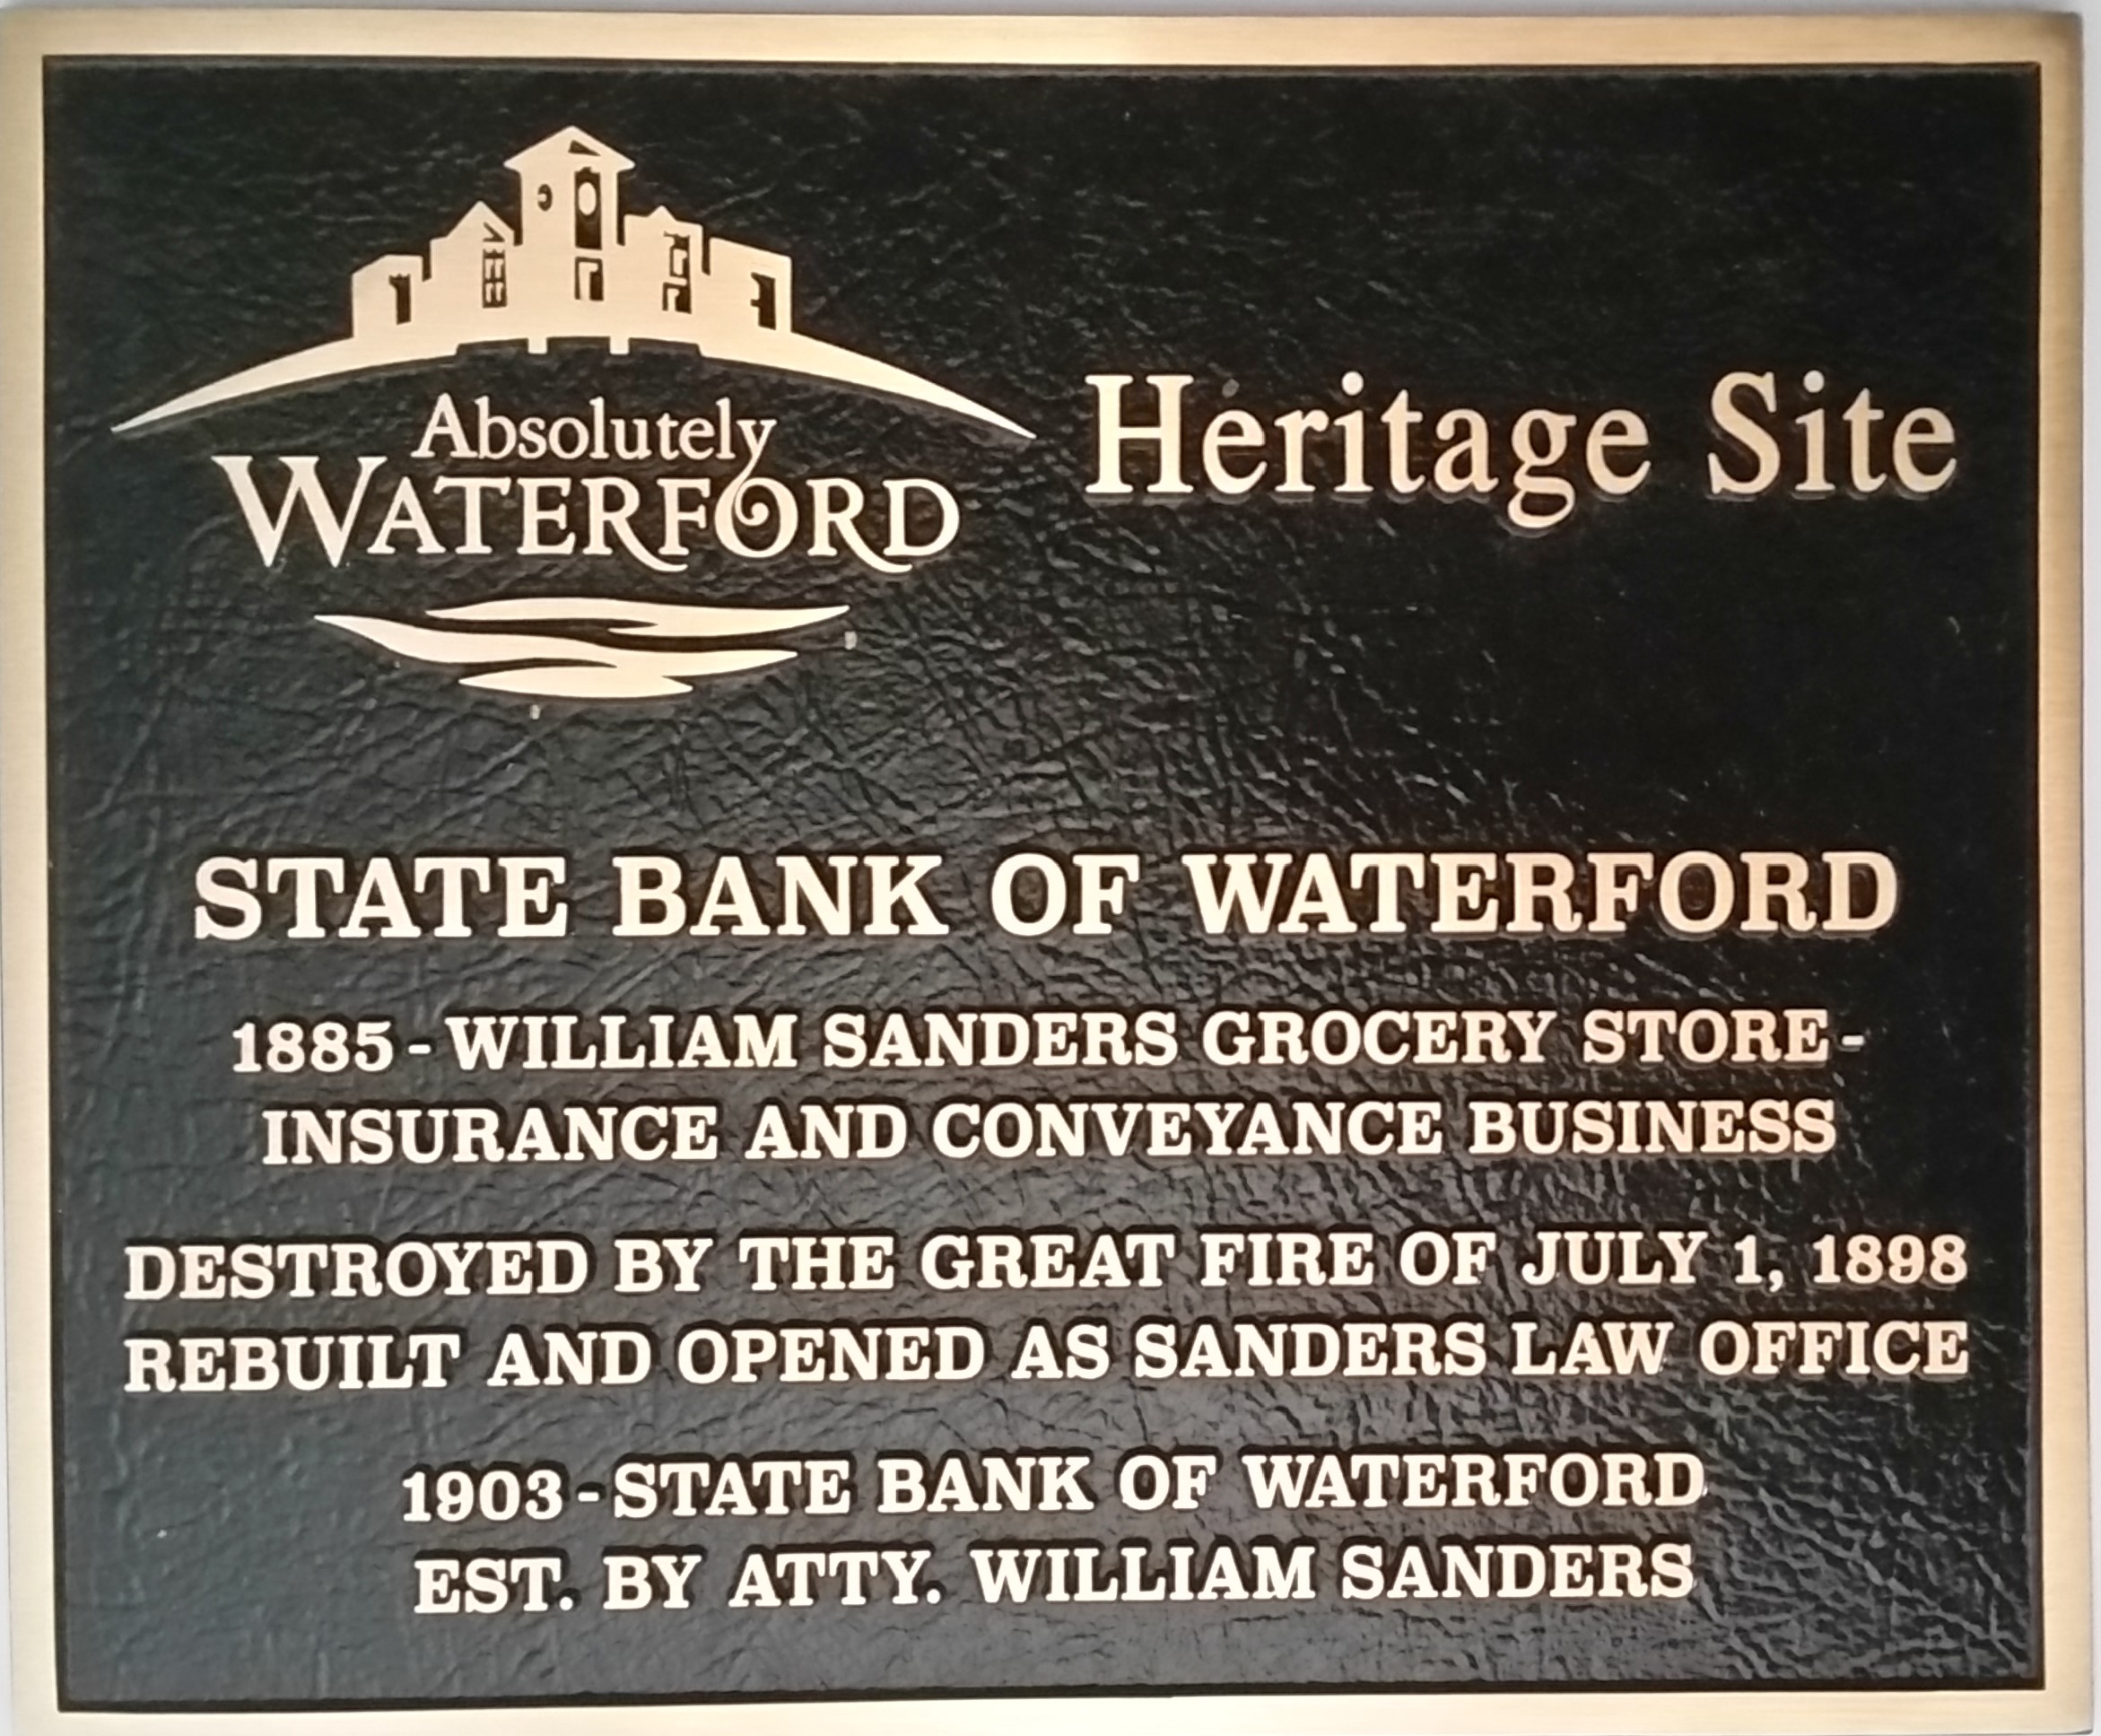 Absolutely
WATERFORD
Heritage Site
STATE BANK OF WATERFORD
1885 - WILLIAM SANDERS GROCERY STORE -
INSURANCE AND CONVEYANCE BUSINESS
DESTROYED BY THE GREAT FIRE OF JULY 1, 1898
REBUILT AND OPENED AS SANDERS LAW OFFICE
1903 - STATE BANK OF WATERFORD
EST. BY ATTY. WILLIAM SANDERS